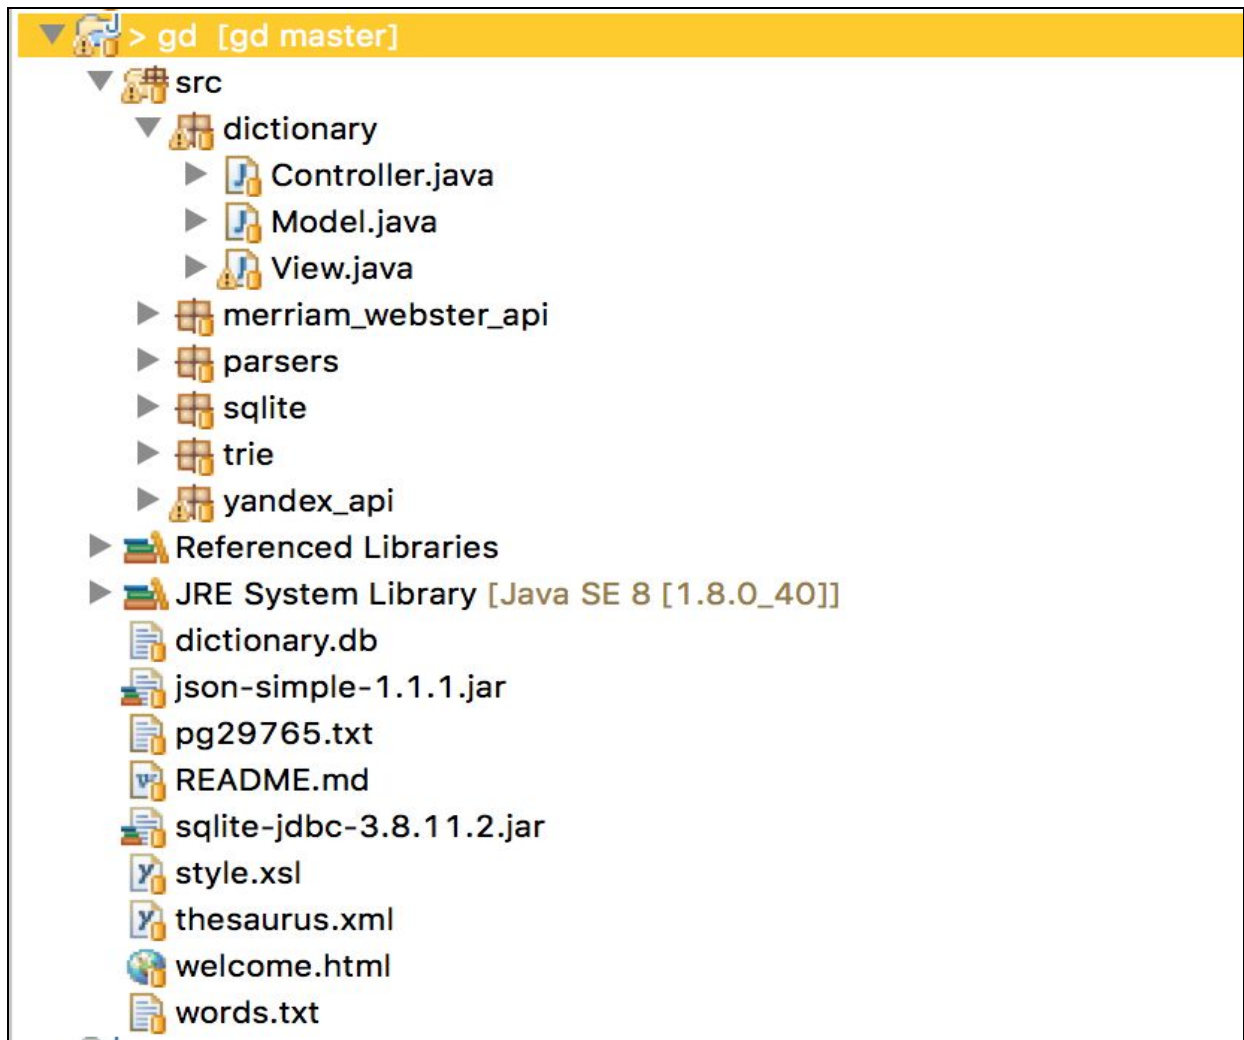 > gd [gd master]
src
dictionary
Controller.java
Model.java
View.java
merriam_webster_api
parsers
sqlite
trie
yandex_api
Referenced Libraries
JRE System Library [Java SE 8 [1.8.0_40]]
dictionary.db
json-simple-1.1.1.jar
pg29765.txt
README.md
sqlite-jdbc-3.8.11.2.jar
style.xsl
thesaurus.xml
welcome.html
words.txt